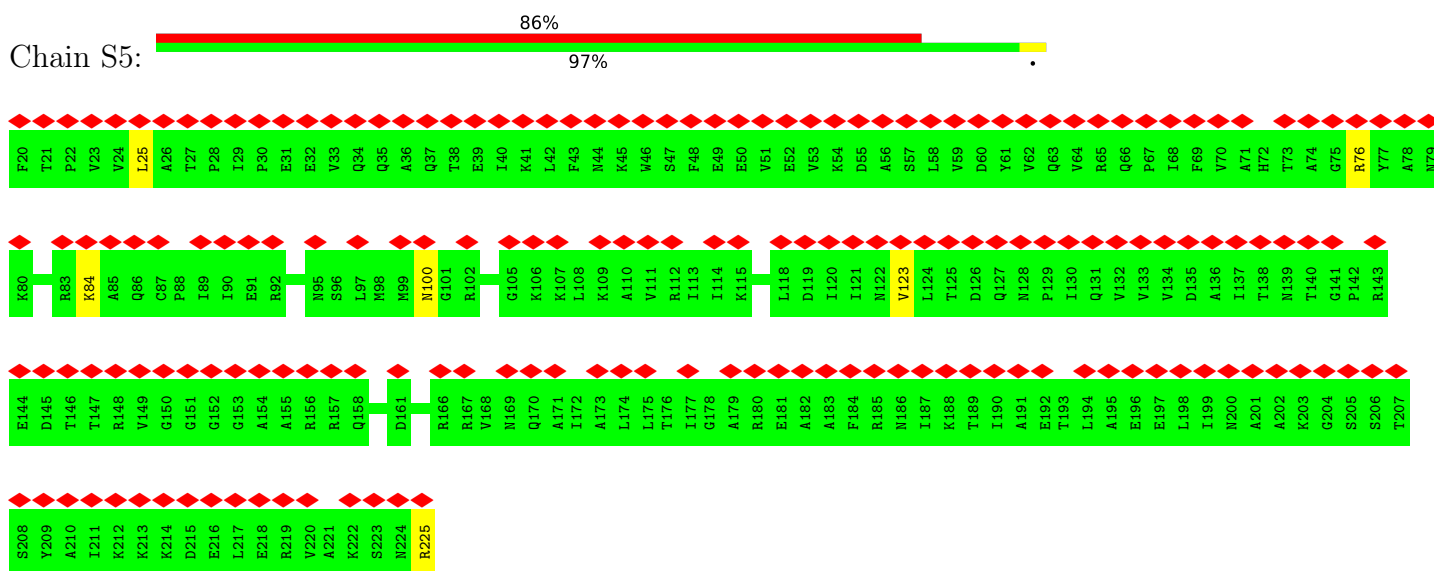 86%
Chain S5:
97%
.
F20 T21 P22 V23 V24 L25 A26 T27 P28 I29 P30 E31 E32 V33 Q34 Q35 A36 Q37 T38 E39 I40 K41 L42 F43 N44 K45 W46 S47 F48 E49 E50 V51 E52 V53 K54 D55 A56 S57 L58 V59 D60 Y61 V62 Q63 V64 R65 Q66 P67 I68 F69 V70 A71 H72 T73 A74 G75 R76 Y77 A78 N79
K80 R83 K84 A85 Q86 C87 P88 I89 I90 E91 R92 N95 S96 L97 M98 M99 N100 G101 R102 G105 K106 K107 L108 K109 A110 V111 R112 I113 I114 K115 L118 D119 I120 I121 N122 V123 L124 T125 D126 Q127 N128 P129 I130 Q131 V132 V133 V134 D135 A136 I137 T138 N139 T140 G141 P142 R143
E144 D145 T146 T147 R148 V149 G150 G151 G152 G153 A154 A155 R156 R157 Q158 D161 R166 R167 V168 N169 Q170 A171 I172 A173 L174 L175 T176 I177 G178 A179 R180 E181 A182 A183 F184 R185 N186 I187 K188 T189 I190 A191 E192 T193 L194 A195 E196 E197 L198 I199 N200 A201 A202 K203 G204 S205 S206 T207
S208 Y209 A210 I211 K212 K213 K214 D215 E216 L217 E218 R219 V220 A221 K222 S223 N224 R225